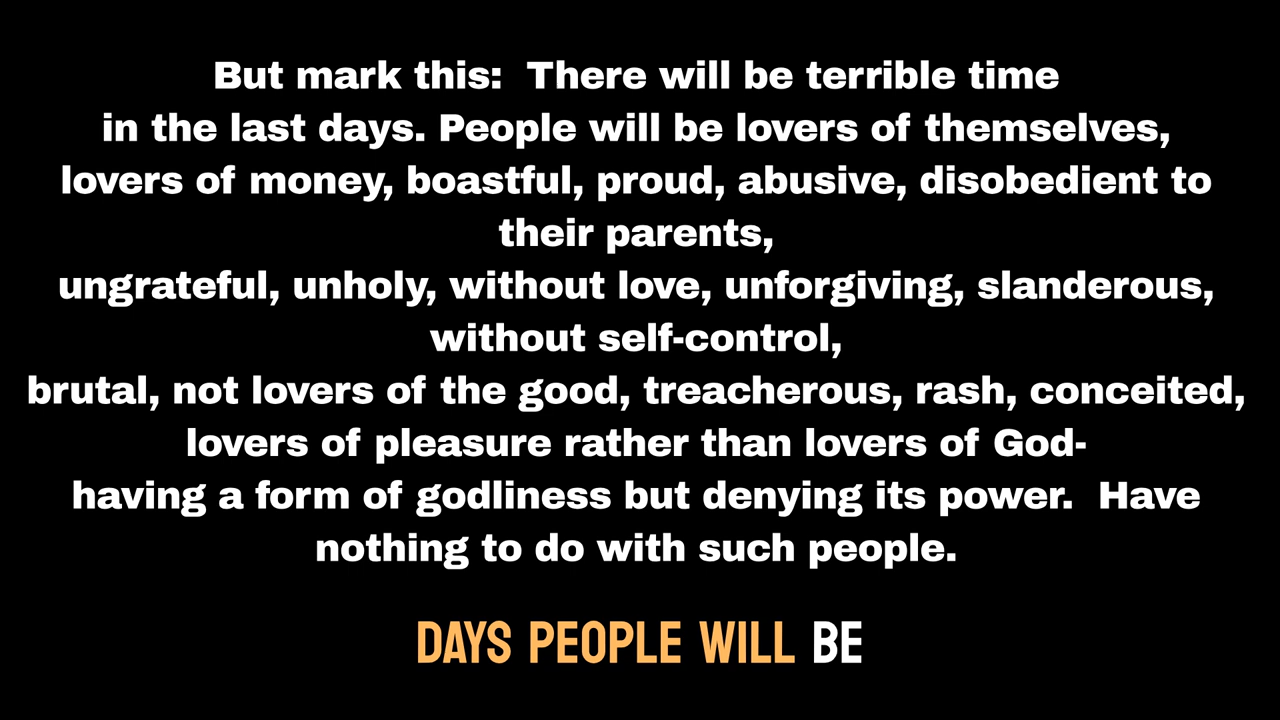 But mark this:  There will be terrible time
in the last days. People will be lovers of themselves,
lovers of money, boastful, proud, abusive, disobedient to
their parents,
ungrateful, unholy, without love, unforgiving, slanderous,
without self-control,
brutal, not lovers of the good, treacherous, rash, conceited,
lovers of pleasure rather than lovers of God-
having a form of godliness but denying its power.  Have
nothing to do with such people.
DAYS PEOPLE WILL BE